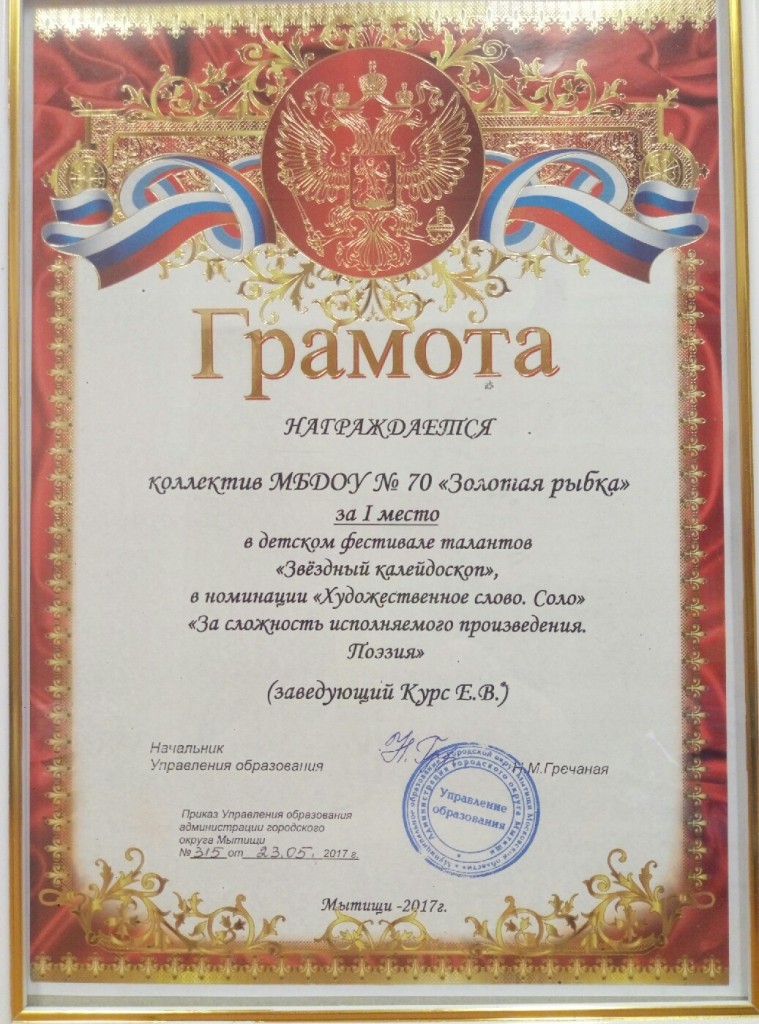 Грамота
НАГРАЖДАЕТСЯ
коллектив МБДОУ № 70 «Золотая рыбка»
за I место
в детском фестивале талантов
«Звёздный калейдоскоп»,
в номинации «Художественное слово. Соло»
«За сложность исполняемого произведения.
Поэзия»
(заведующий Курс Е.В.)
Начальник
Управления образования
Н.М.Гречаная
Управление
образования
Приказ Управления образования
администрации городского
округа Мытищи
№ 315 от 23.05. 2017 г.
Мытищи -2017г.